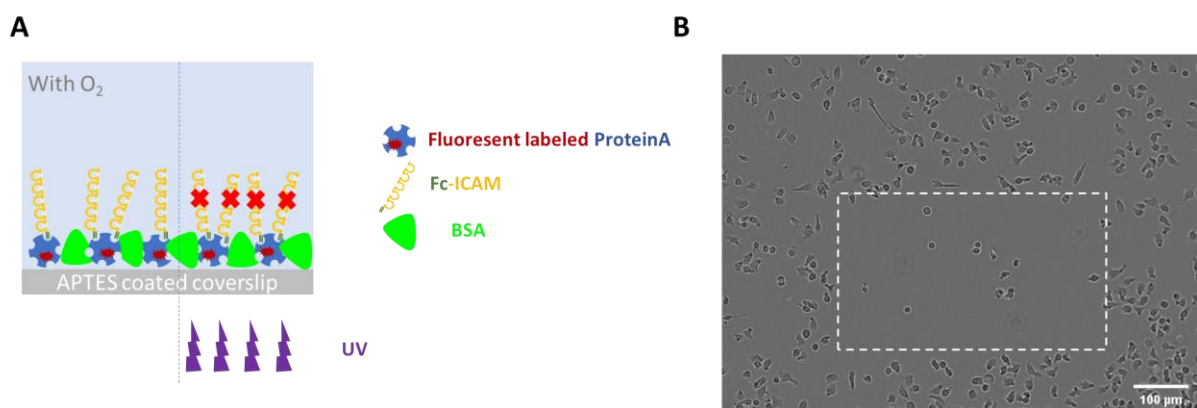 A
B
With O2
Fluoresent labeled ProteinA
Fc-ICAM
BSA
APTES coated coverslip
UV
100 µm